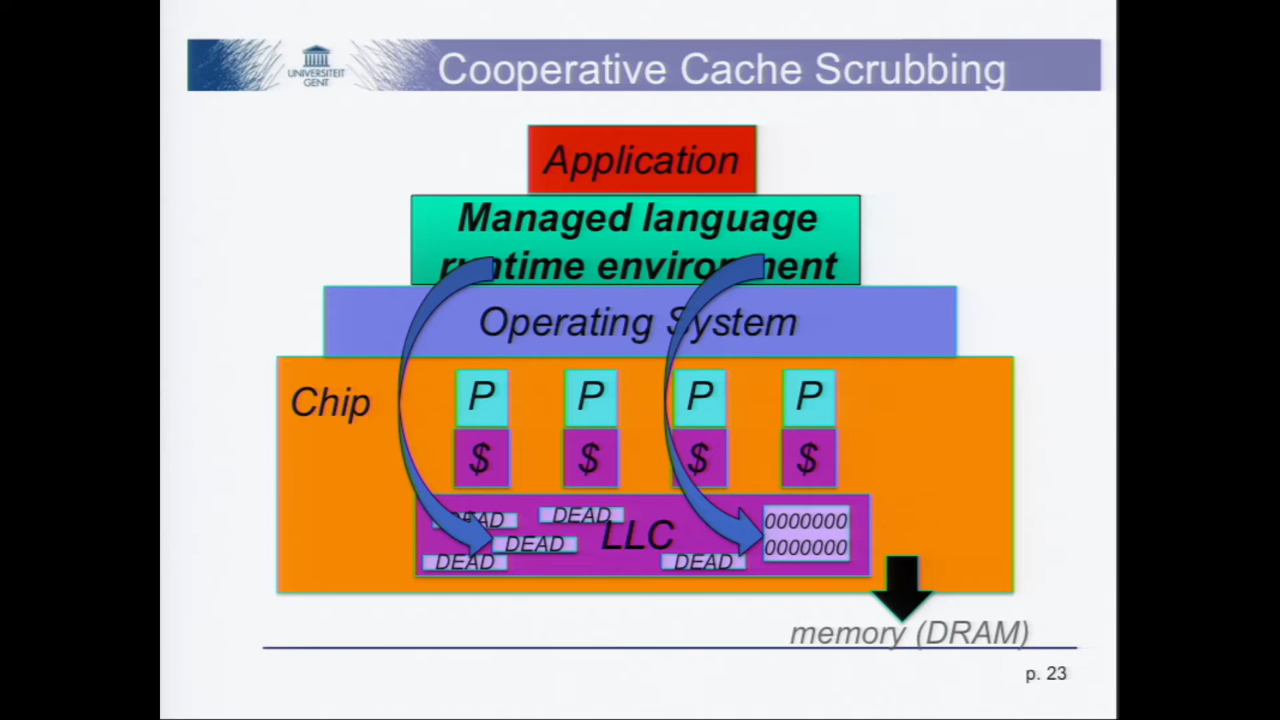 UNIVERSITEIT
GENT
Cooperative Cache Scrubbing
Application
Managed language
runtime environment
Operating System
Chip
P P P P
$ $ $ $
DEAD
DEAD
LLC
DEAD
DEAD
DEAD
0000000
0000000
memory (DRAM)
p. 23